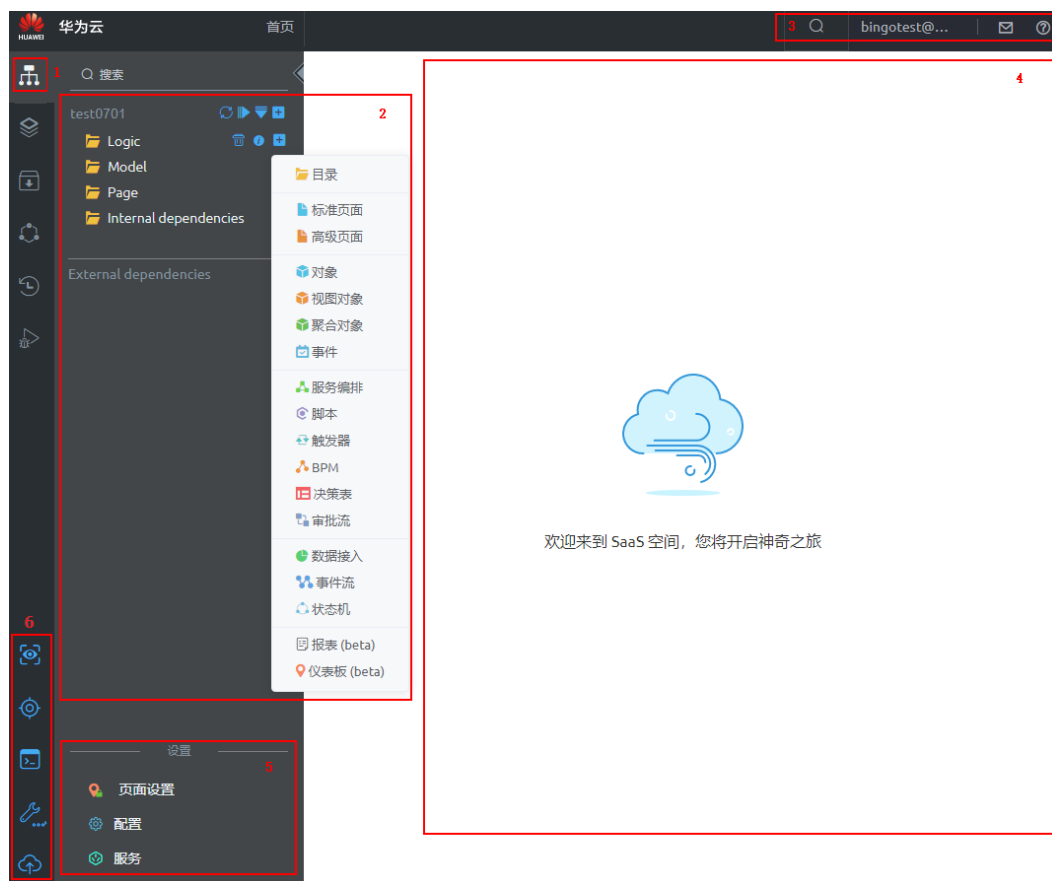 HUAWEI
华为云
首页
3
bingotest@...
1
搜索
4
test0701
2
Logic
Model
Page
Internal dependencies
External dependencies
目录
标准页面
高级页面
对象
视图对象
聚合对象
事件
服务编排
脚本
触发器
BPM
决策表
审批流
数据接入
事件流
状态机
报表 (beta)
仪表板 (beta)
欢迎来到 SaaS 空间，您将开启神奇之旅
6
设置
5
页面设置
配置
服务